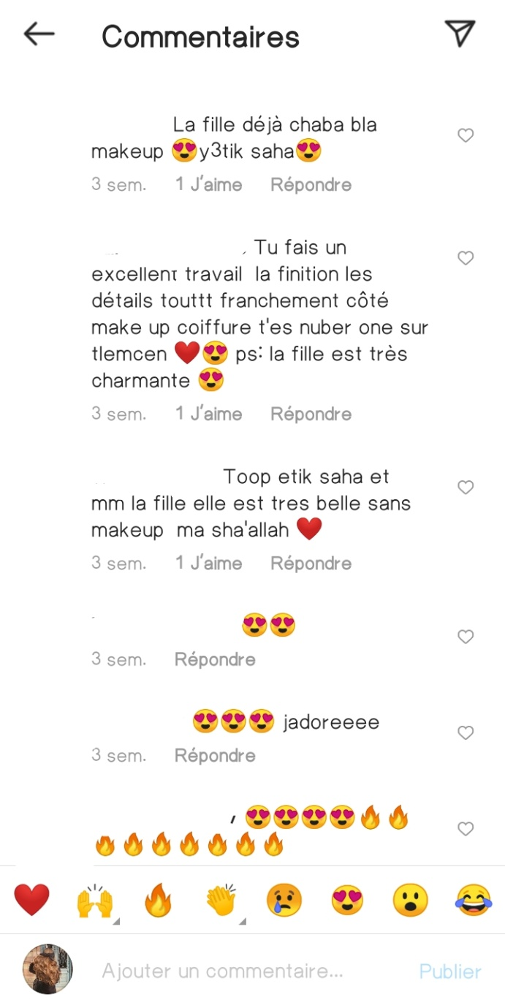 Commentaires
La fille déjà chaba bla
makeup 😍y3tik saha😍
3 sem. 1 J'aime Répondre
Tu fais un
excellent travail la finition les
détails touttt franchement côté
make up coiffure t'es nuber one sur
tlemcen ❤️😍 ps: la fille est très
charmante 😍
3 sem. 1 J'aime Répondre
Toop etik saha et
mm la fille elle est tres belle sans
makeup ma sha'allah ❤️
3 sem. 1 J'aime Répondre
😍😍
3 sem. Répondre
😍😍😍 jadoreeee
3 sem. Répondre
😍😍😍😍🔥🔥
🔥🔥🔥🔥🔥🔥🔥
❤️🙌🔥👏😢😍😮😂
Ajouter un commentaire... Publier